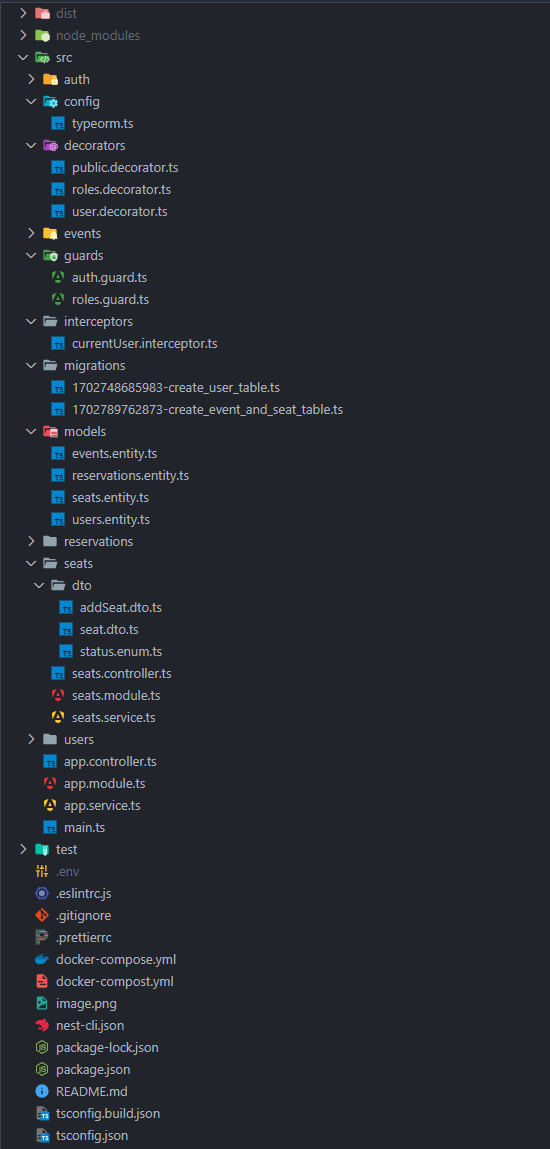 dist
node_modules
src
auth
config
typeorm.ts
decorators
public.decorator.ts
roles.decorator.ts
user.decorator.ts
events
guards
auth.guard.ts
roles.guard.ts
interceptors
currentUser.interceptor.ts
migrations
1702748685983-create_user_table.ts
1702789762873-create_event_and_seat_table.ts
models
events.entity.ts
reservations.entity.ts
seats.entity.ts
users.entity.ts
reservations
seats
dto
addSeat.dto.ts
seat.dto.ts
status.enum.ts
seats.controller.ts
seats.module.ts
seats.service.ts
users
app.controller.ts
app.module.ts
app.service.ts
main.ts
test
.env
.eslintrc.js
.gitignore
.prettierrc
docker-compose.yml
docker-compost.yml
image.png
nest-cli.json
package-lock.json
package.json
README.md
tsconfig.build.json
tsconfig.json